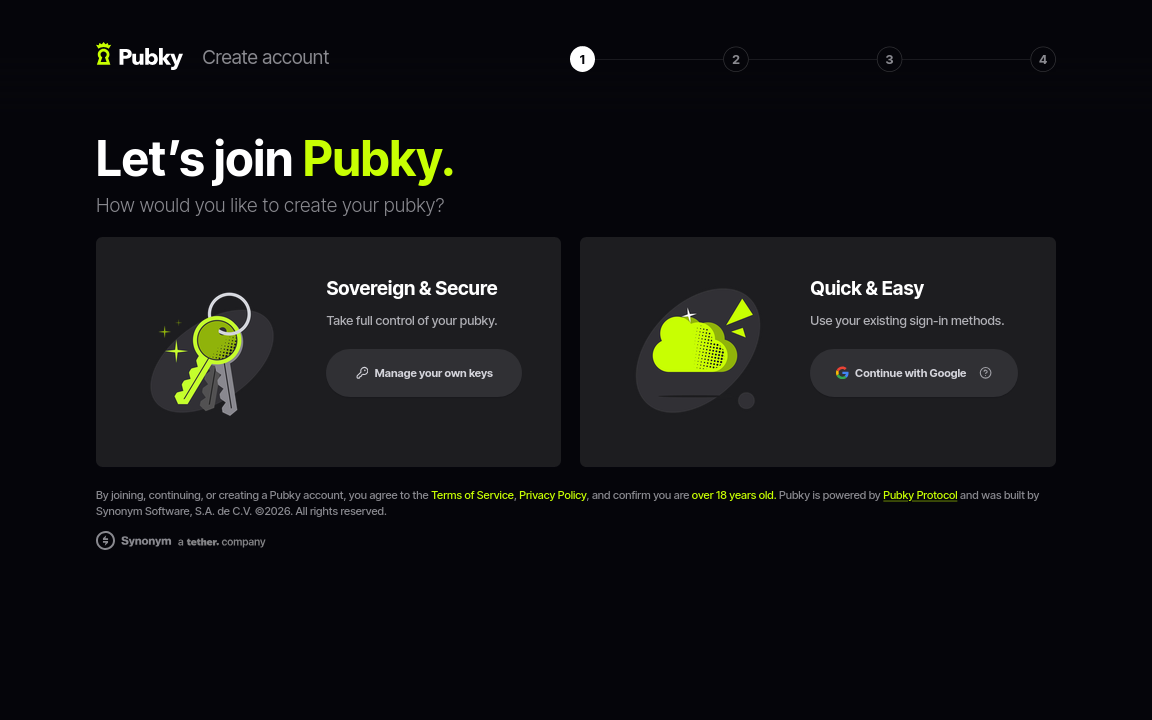 Pubky Create account 1 2 3 4
Let’s join Pubky.
How would you like to create your pubky?
Sovereign & Secure
Take full control of your pubky.
Manage your own keys
Quick & Easy
Use your existing sign-in methods.
Continue with Google ?
By joining, continuing, or creating a Pubky account, you agree to the Terms of Service, Privacy Policy, and confirm you are over 18 years old. Pubky is powered by Pubky Protocol and was built by
Synonym Software, S.A. de C.V. ©2026. All rights reserved.
Synonym a tether. company